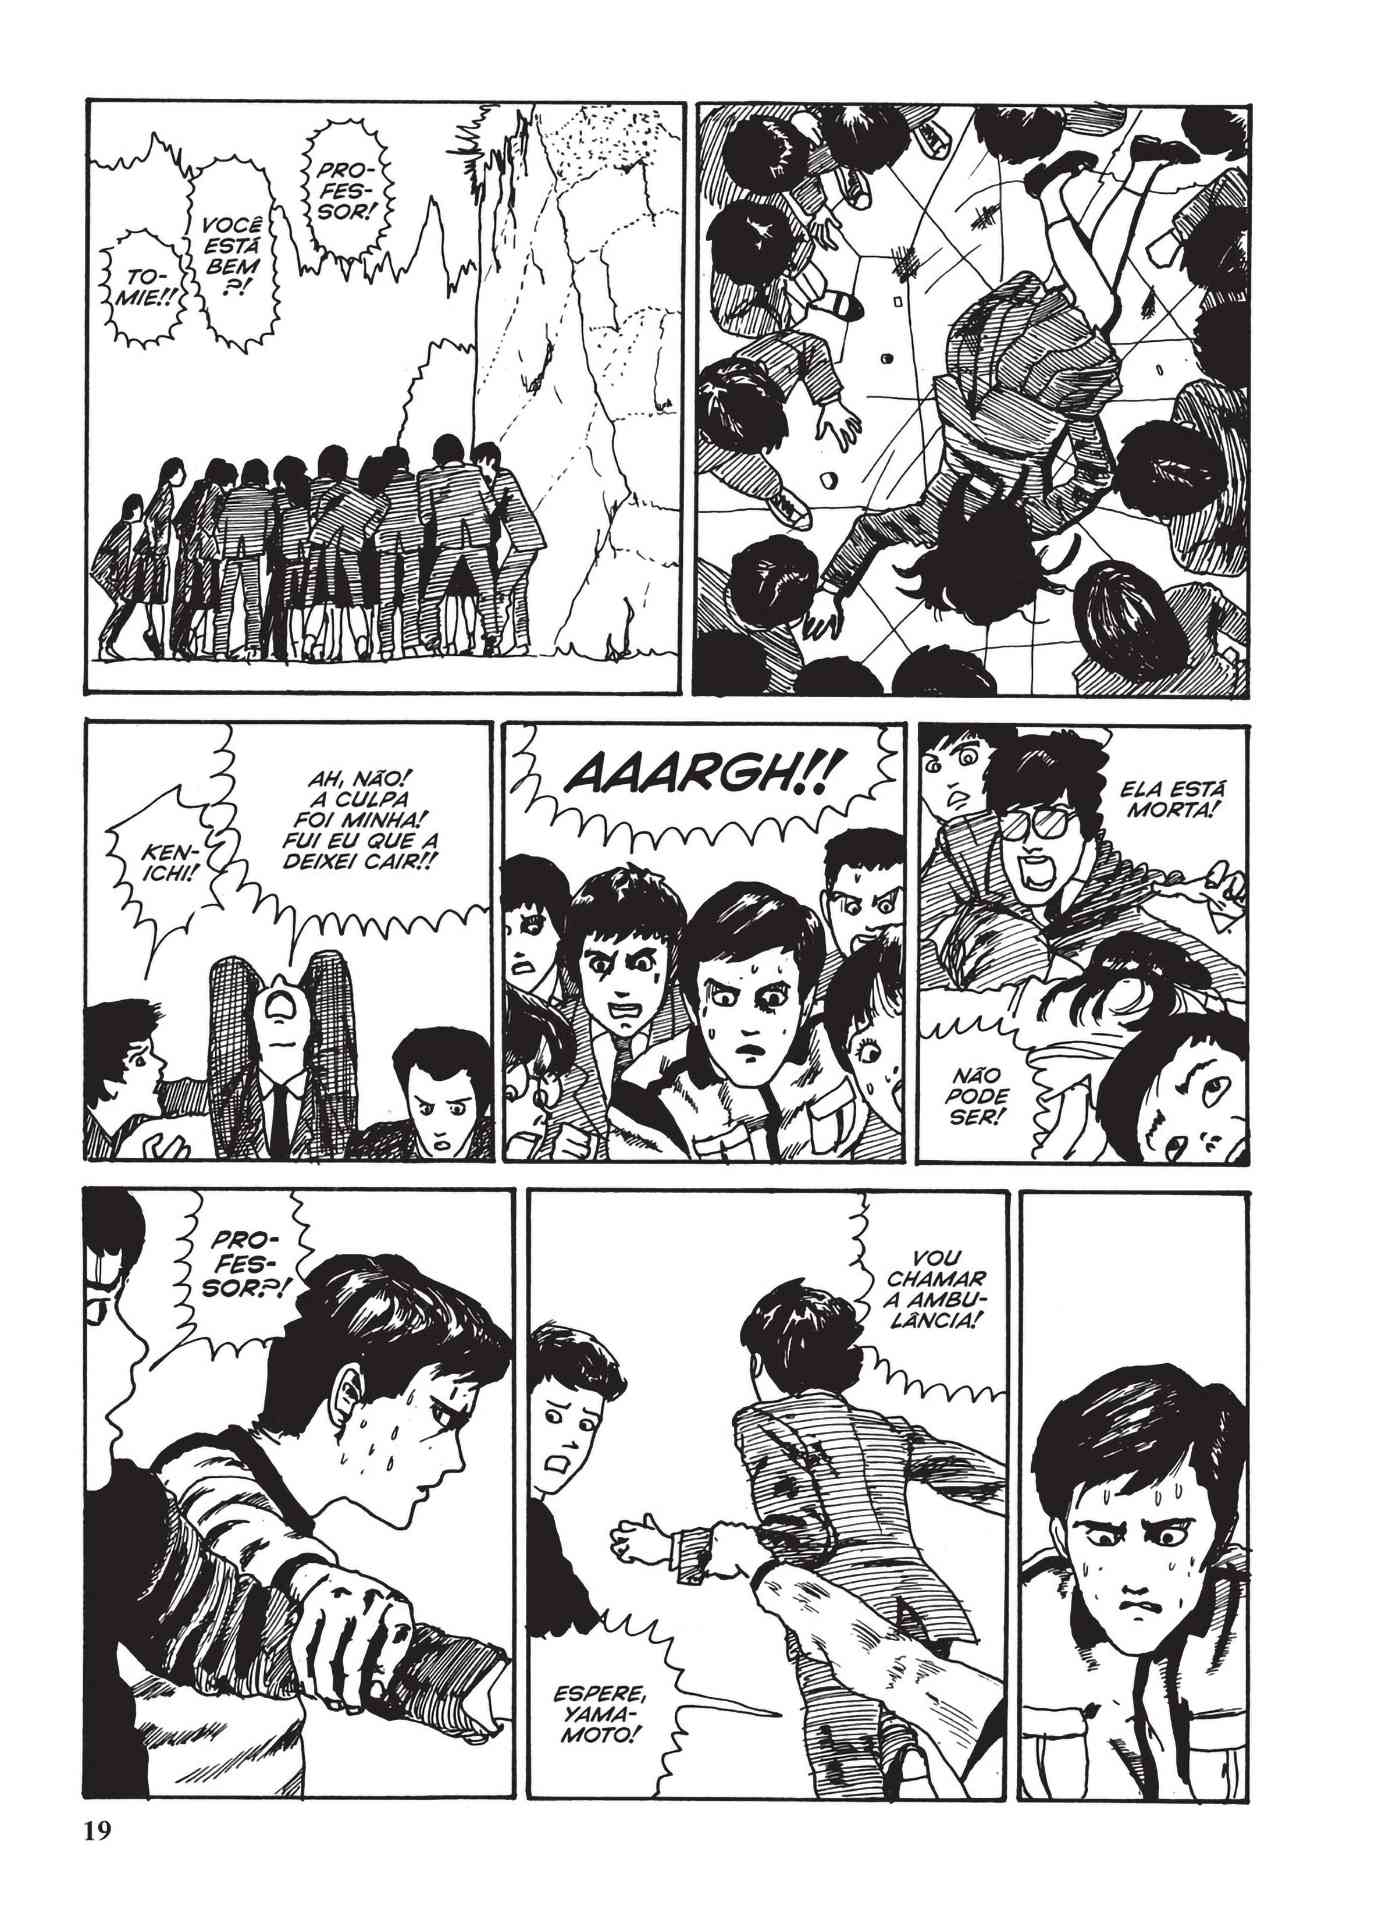 PRO-
FES-
SOR!
VOCÊ
ESTÁ
BEM
?!
TO-
MIE!!
ELA ESTÁ
MORTA!
NÃO
PODE
SER!
AAARGH!!
AH, NÃO!
A CULPA
FOI MINHA!
FUI EU QUE A
DEIXEI CAIR!!
KEN-
ICHI!
VOU
CHAMAR
A AMBU-
LÂNCIA!
ESPERE,
YAMA-
MOTO!
PRO-
FES-
SOR?!
19